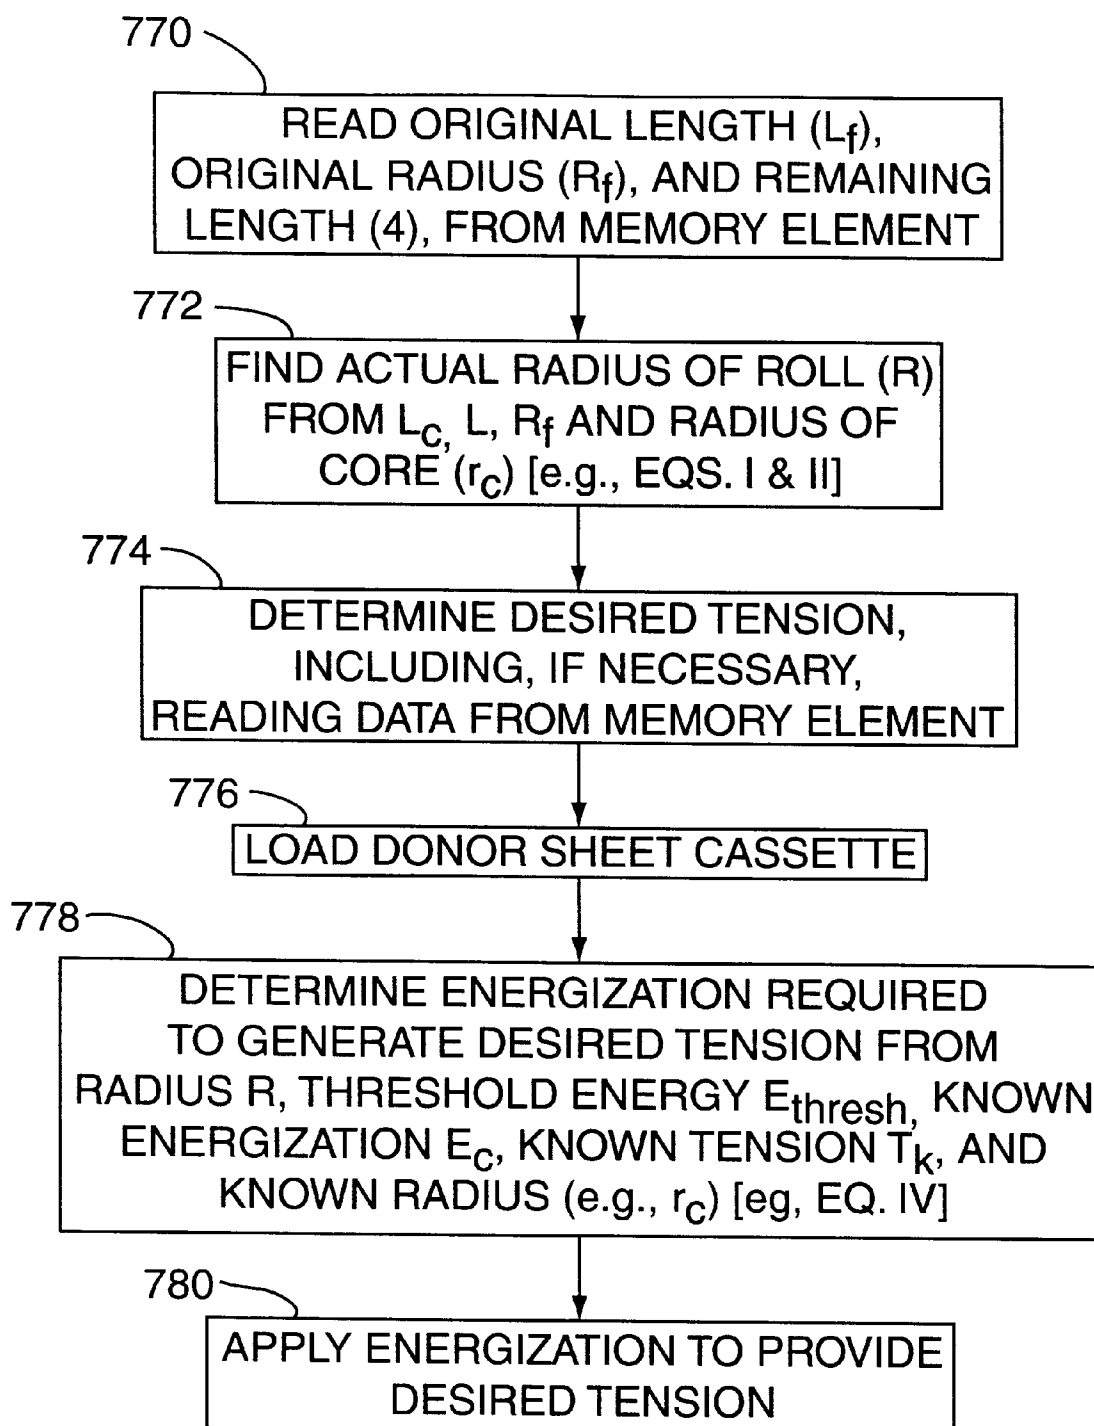 770
READ ORIGINAL LENGTH (Lf),
ORIGINAL RADIUS (Rf), AND REMAINING
LENGTH (4), FROM MEMORY ELEMENT
772
FIND ACTUAL RADIUS OF ROLL (R)
FROM Lc, L, Rf AND RADIUS OF
CORE (rc) [e.g., EQS. I & II]
774
DETERMINE DESIRED TENSION,
INCLUDING, IF NECESSARY,
READING DATA FROM MEMORY ELEMENT
776
LOAD DONOR SHEET CASSETTE
778
DETERMINE ENERGIZATION REQUIRED
TO GENERATE DESIRED TENSION FROM
RADIUS R, THRESHOLD ENERGY Ethresh, KNOWN
ENERGIZATION Ec, KNOWN TENSION Tk, AND
KNOWN RADIUS (e.g., rc) [eg, EQ. IV]
780
APPLY ENERGIZATION TO PROVIDE
DESIRED TENSION